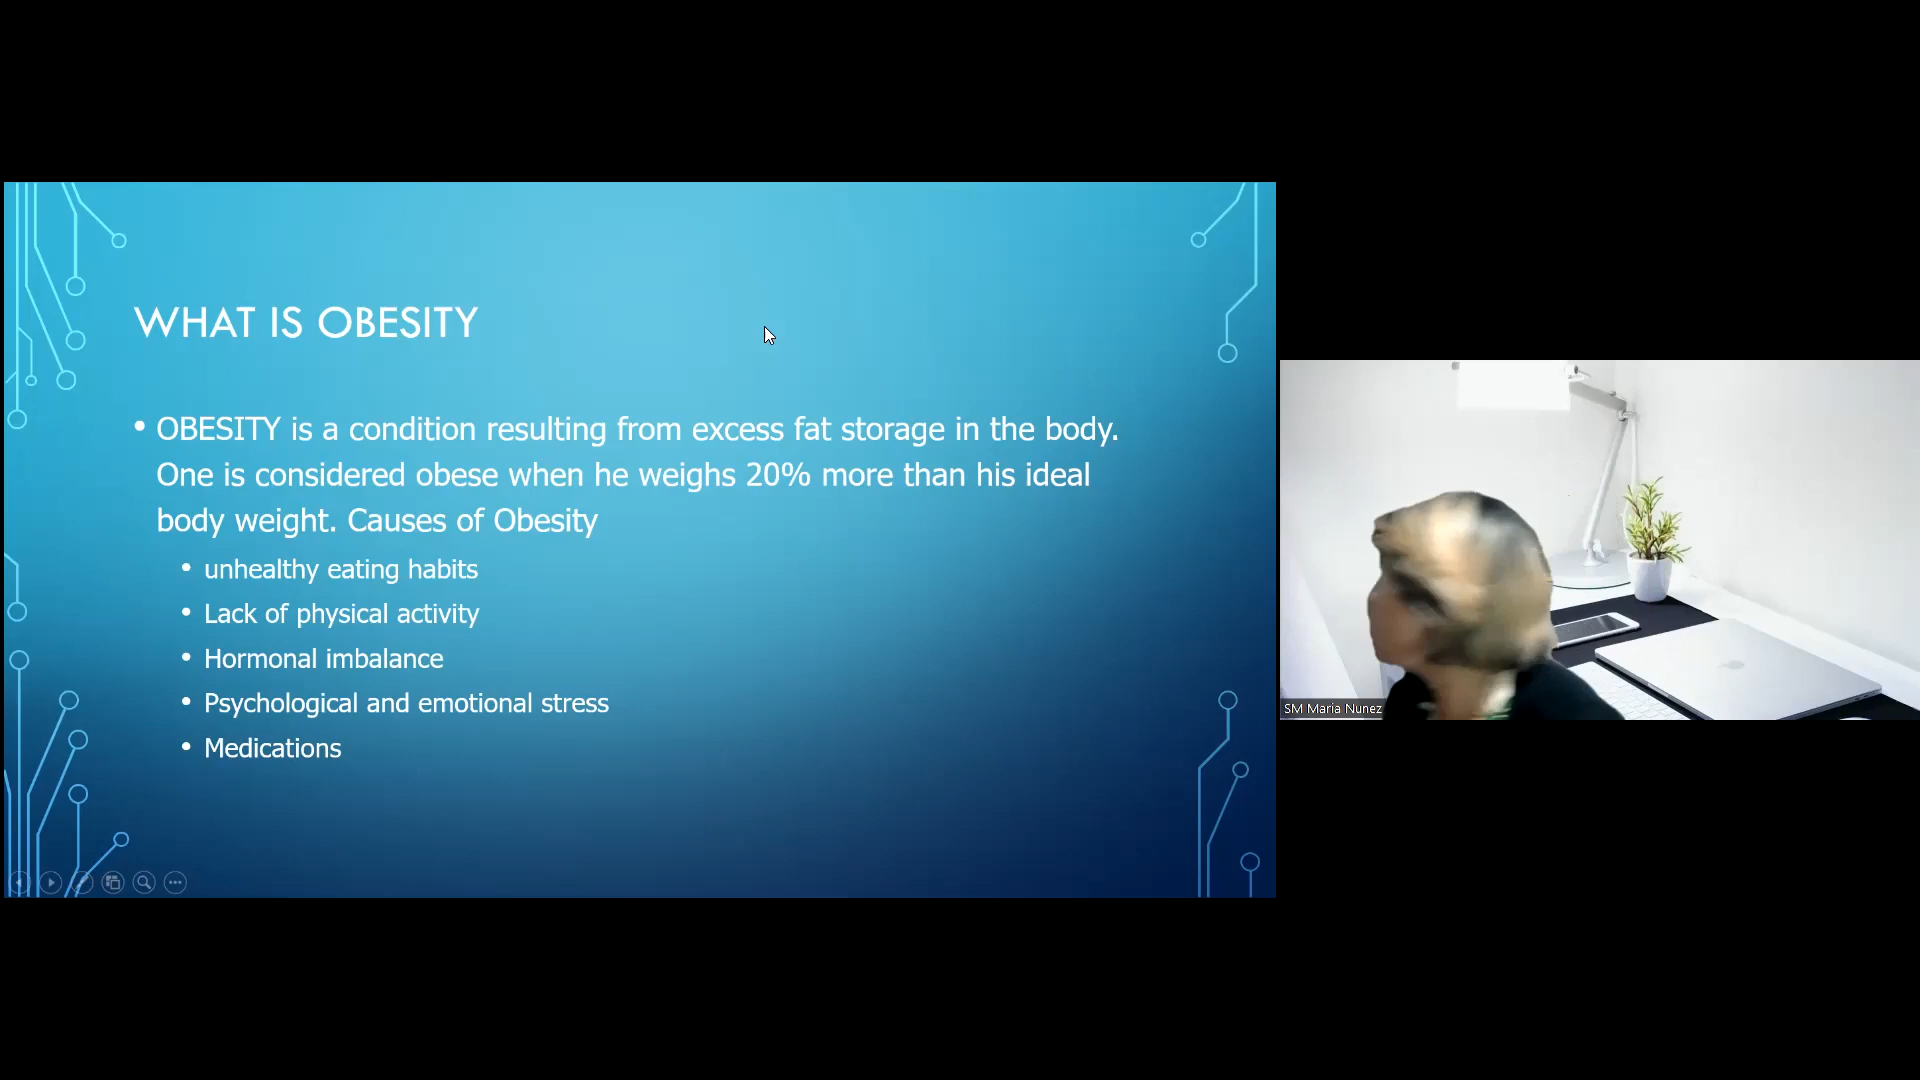 WHAT IS OBESITY
• OBESITY is a condition resulting from excess fat storage in the body.
One is considered obese when he weighs 20% more than his ideal
body weight. Causes of Obesity
• unhealthy eating habits
• Lack of physical activity
• Hormonal imbalance
• Psychological and emotional stress
• Medications
SM Maria Nunez